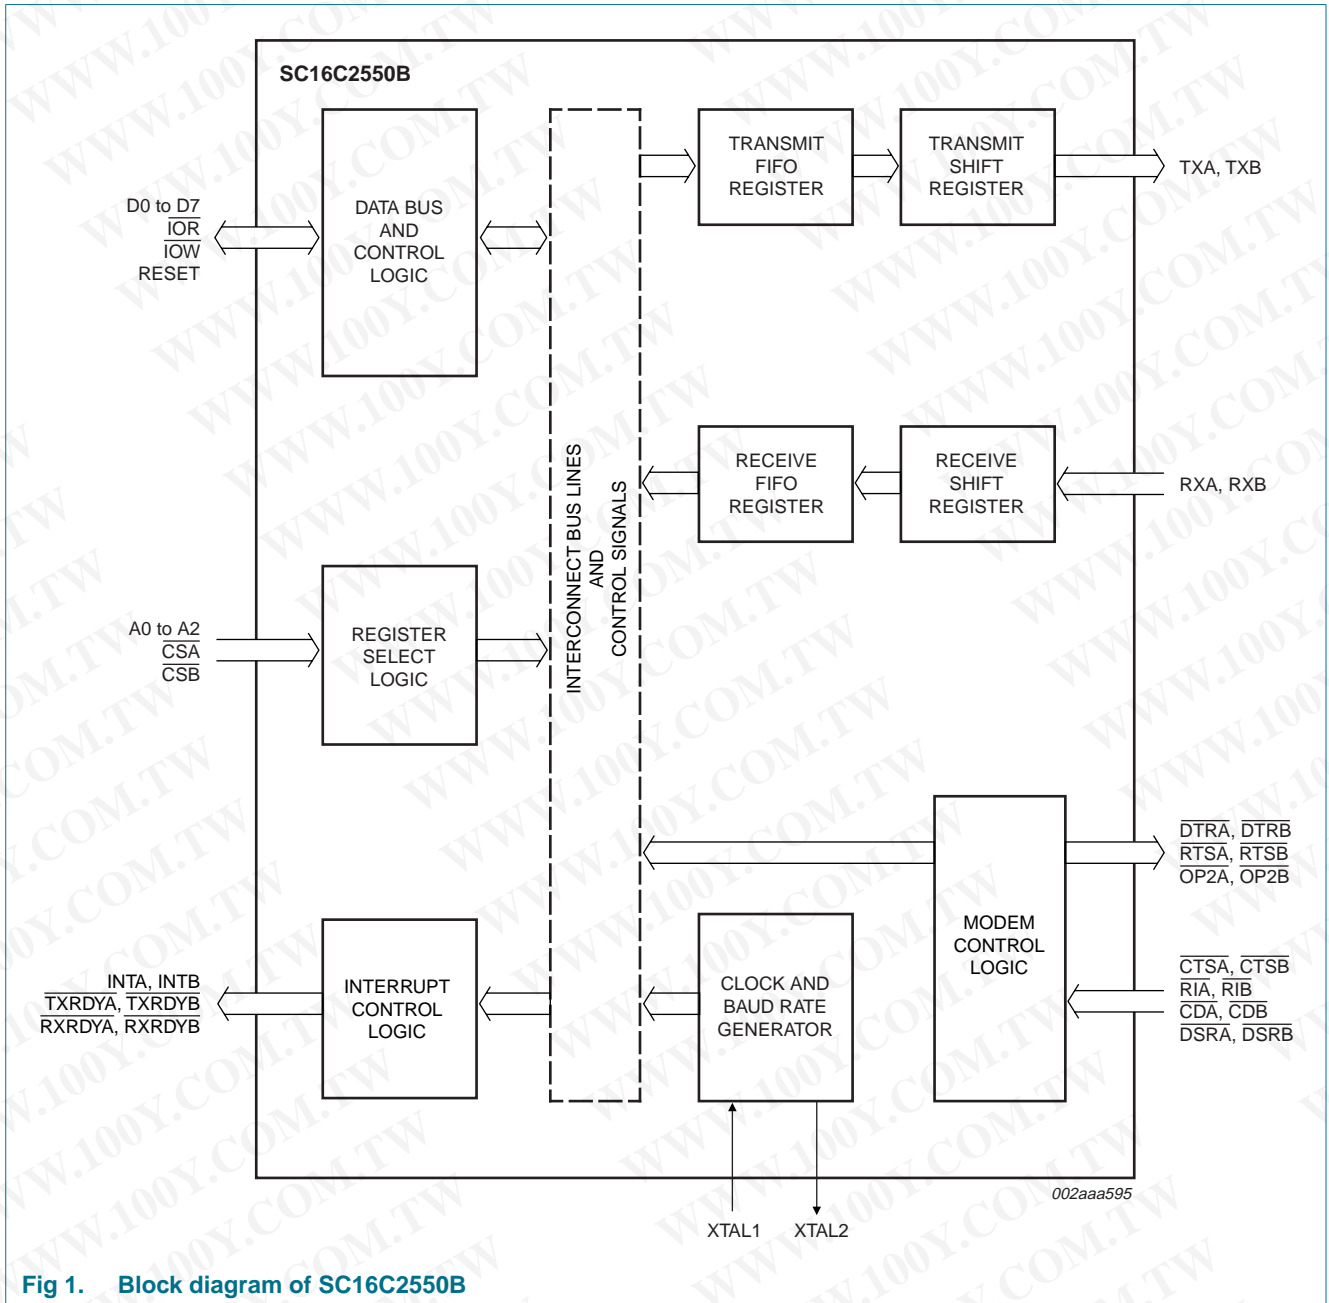 SC16C2550B
D0 to D7
IOR
IOW
RESET
DATA BUS
AND
CONTROL
LOGIC
TRANSMIT
FIFO
REGISTER
TRANSMIT
SHIFT
REGISTER
TXA, TXB
INTERCONNECT BUS LINES
AND
CONTROL SIGNALS
RECEIVE
FIFO
REGISTER
RECEIVE
SHIFT
REGISTER
RXA, RXB
A0 to A2
CSA
CSB
REGISTER
SELECT
LOGIC
DTRA, DTRB
RTSA, RTSB
OP2A, OP2B
MODEM
CONTROL
LOGIC
CTSA, CTSB
RIA, RIB
CDA, CDB
DSRA, DSRB
INTA, INTB
TXRDYA, TXRDYB
RXRDYA, RXRDYB
INTERRUPT
CONTROL
LOGIC
CLOCK AND
BAUD RATE
GENERATOR
XTAL1
XTAL2
002aaa595
Fig 1. Block diagram of SC16C2550B
WWW.100Y.COM.TW